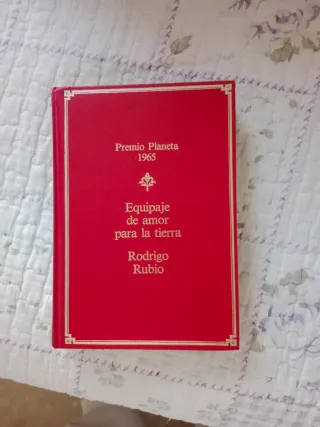 Premio Planeta
1965
Equipaje
de amor
para la tierra
Rodrigo
Rubio